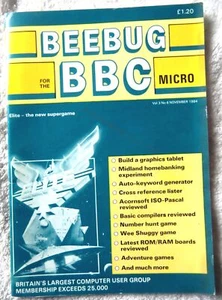 £1.20
BEEBUG
FOR THE
BBC
MICRO
Vol 3 No 6 NOVEMBER 1984
Elite - the new supergame
Build a graphics tablet
Midland homebanking
experiment
Auto-keyword generator
Cross reference lister
Acornsoft ISO-Pascal
reviewed
Basic compilers reviewed
Number hunt game
Wee Shuggy game
Latest ROM/RAM boards
reviewed
Adventure games
And much more
BRITAIN'S LARGEST COMPUTER USER GROUP
MEMBERSHIP EXCEEDS 25,000